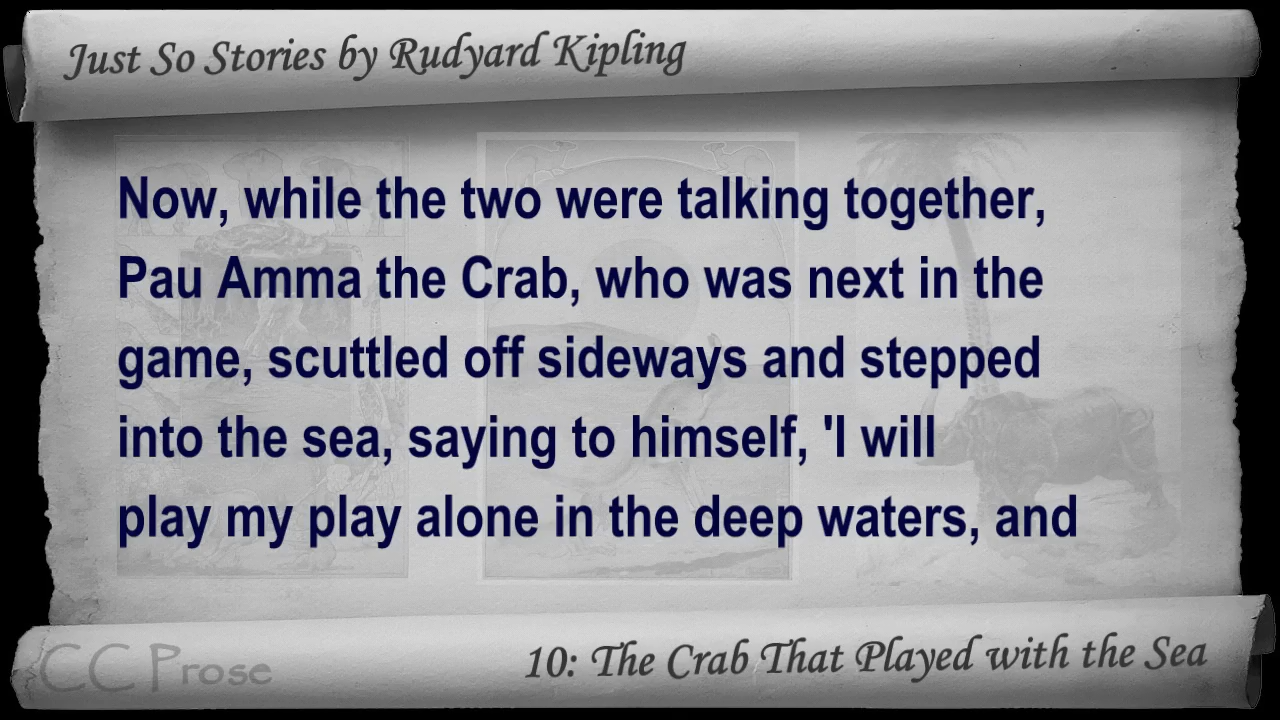 Just So Stories by Rudyard Kipling
Now, while the two were talking together,
Pau Amma the Crab, who was next in the
game, scuttled off sideways and stepped
into the sea, saying to himself, 'I will
play my play alone in the deep waters, and
CC Prose
10: The Crab That Played with the Sea